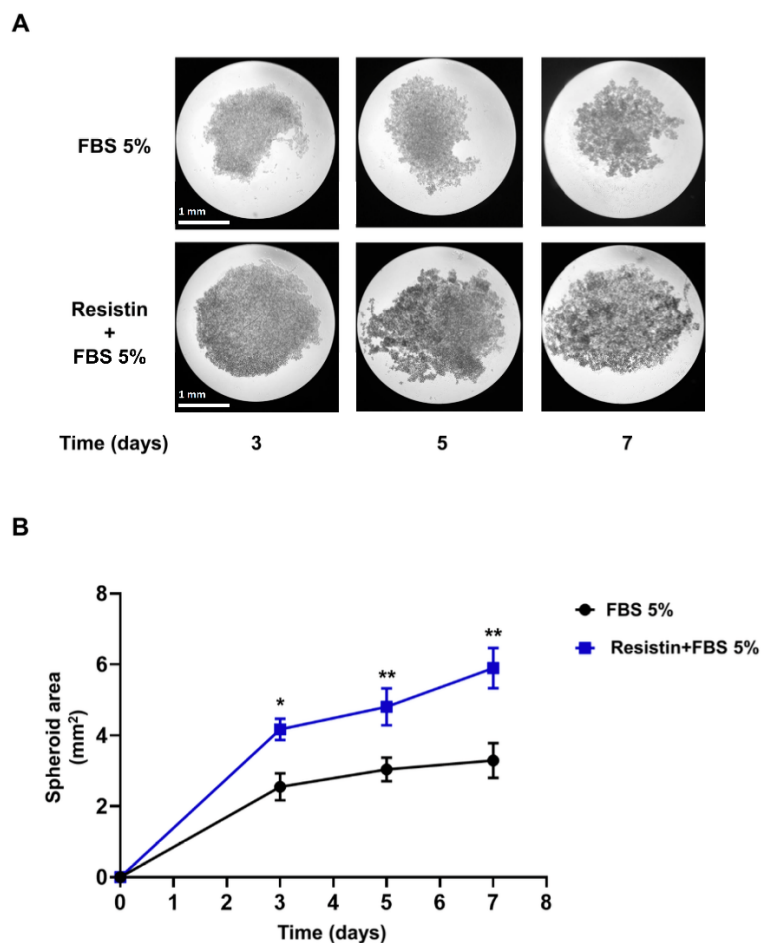 A
FBS 5%
1 mm
Resistin
+
FBS 5%
1 mm
Time (days) 3 5 7
B
8
6
4
2
0
Spheroid area
(mm²)
* ** **
0 1 2 3 4 5 6 7 8
Time (days)
FBS 5%
Resistin+FBS 5%